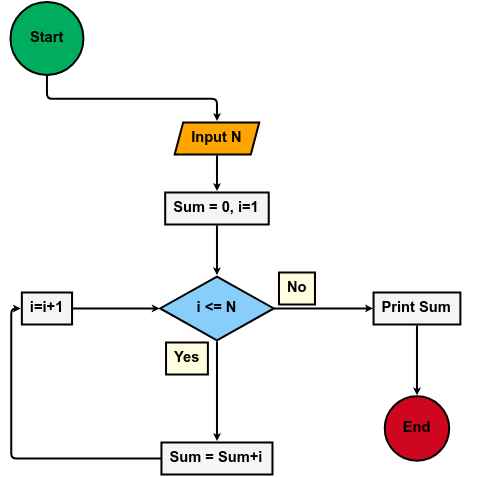 Start
Input N
Sum = 0, i=1
i <= N
No
Print Sum
i=i+1
Yes
End
Sum = Sum+i